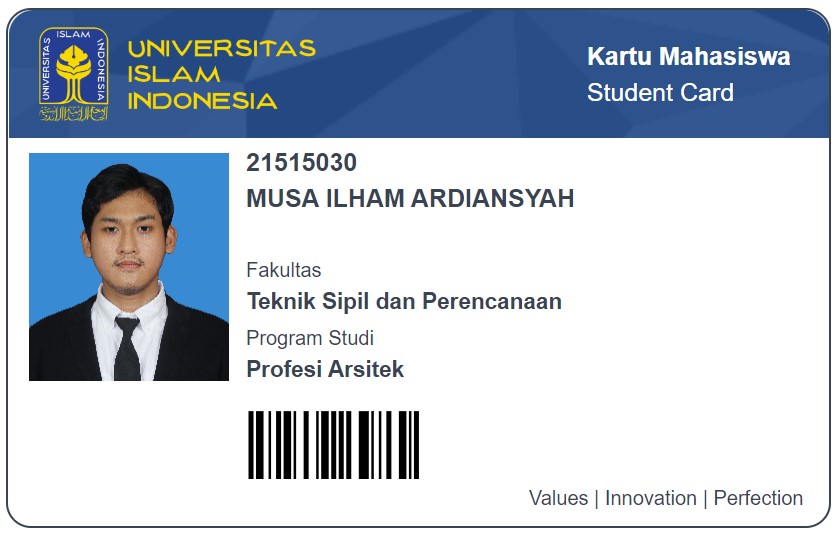 UNIVERSITAS ISLAM INDONESIA
UNIVERSITAS
ISLAM
INDONESIA
Kartu Mahasiswa
Student Card
21515030
MUSA ILHAM ARDIANSYAH
Fakultas
Teknik Sipil dan Perencanaan
Program Studi
Profesi Arsitek
Values | Innovation | Perfection